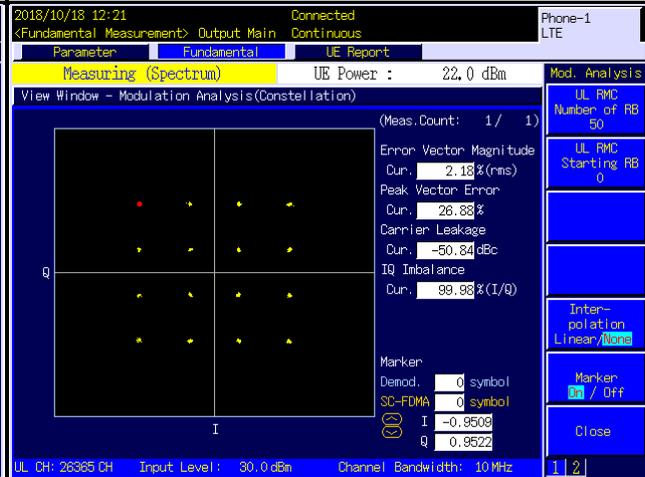 2018/10/18 12:21 Connected Phone-1
<Fundamental Measurement> Output Main Continuous LTE
Parameter Fundamental UE Report
Measuring (Spectrum) UE Power : 22.0 dBm Mod. Analysis
View Window - Modulation Analysis(Constellation)
UL RMC
Number of RB
50
UL RMC
Starting RB
0
(Meas.Count: 1/ 1)
Error Vector Magnitude
Cur. 2.18 %(rms)
Peak Vector Error
Cur. 26.88 %
Carrier Leakage
Cur. -50.84 dBc
IQ Imbalance
Cur. 99.98 %(I/Q)
Q
I
Inter-
polation
Linear/None
Marker
Demod. 0 symbol
SC-FDMA 0 symbol
I -0.9509
Q 0.9522
Marker
On / Off
Close
UL CH: 26365 CH Input Level: 30.0 dBm Channel Bandwidth: 10 MHz 1 2